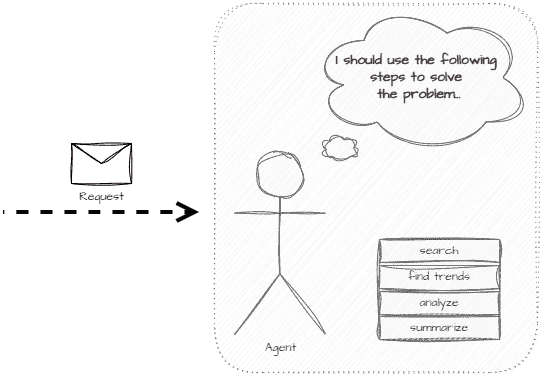 I should use the following
steps to solve
the problem...
Request
search
find trends
analyze
summarize
Agent